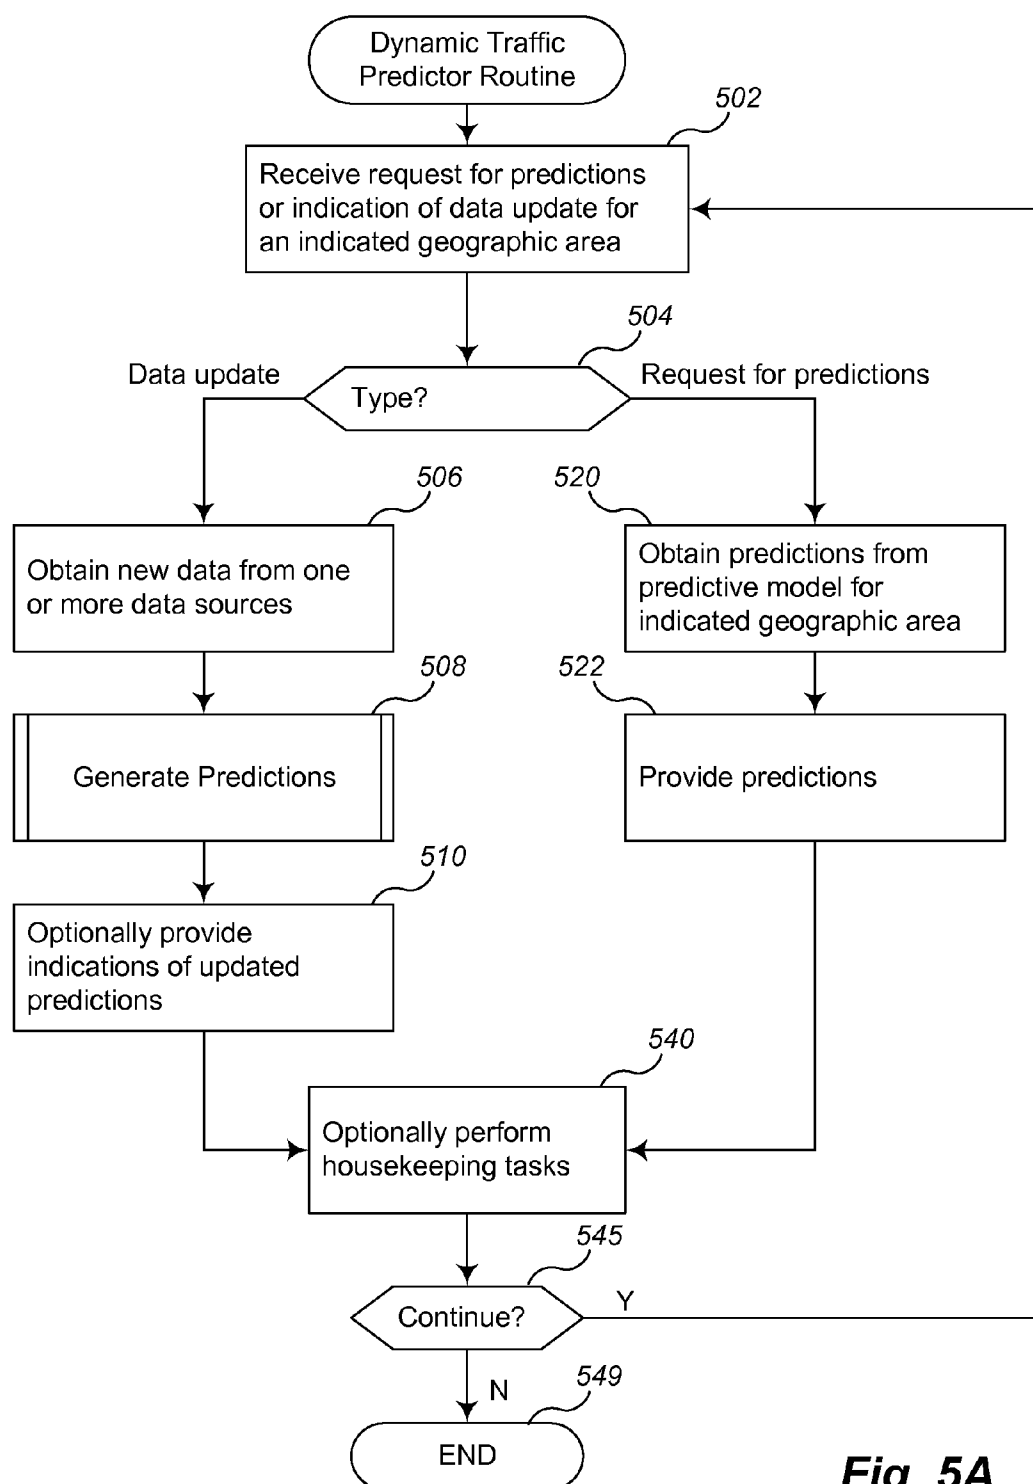 Dynamic Traffic
Predictor Routine
502
Receive request for predictions
or indication of data update for
an indicated geographic area
504
Data update
Type?
Request for predictions
506
Obtain new data from one
or more data sources
520
Obtain predictions from
predictive model for
indicated geographic area
508
Generate Predictions
522
Provide predictions
510
Optionally provide
indications of updated
predictions
540
Optionally perform
housekeeping tasks
545
Continue?
Y
N
549
END
Fig. 5A